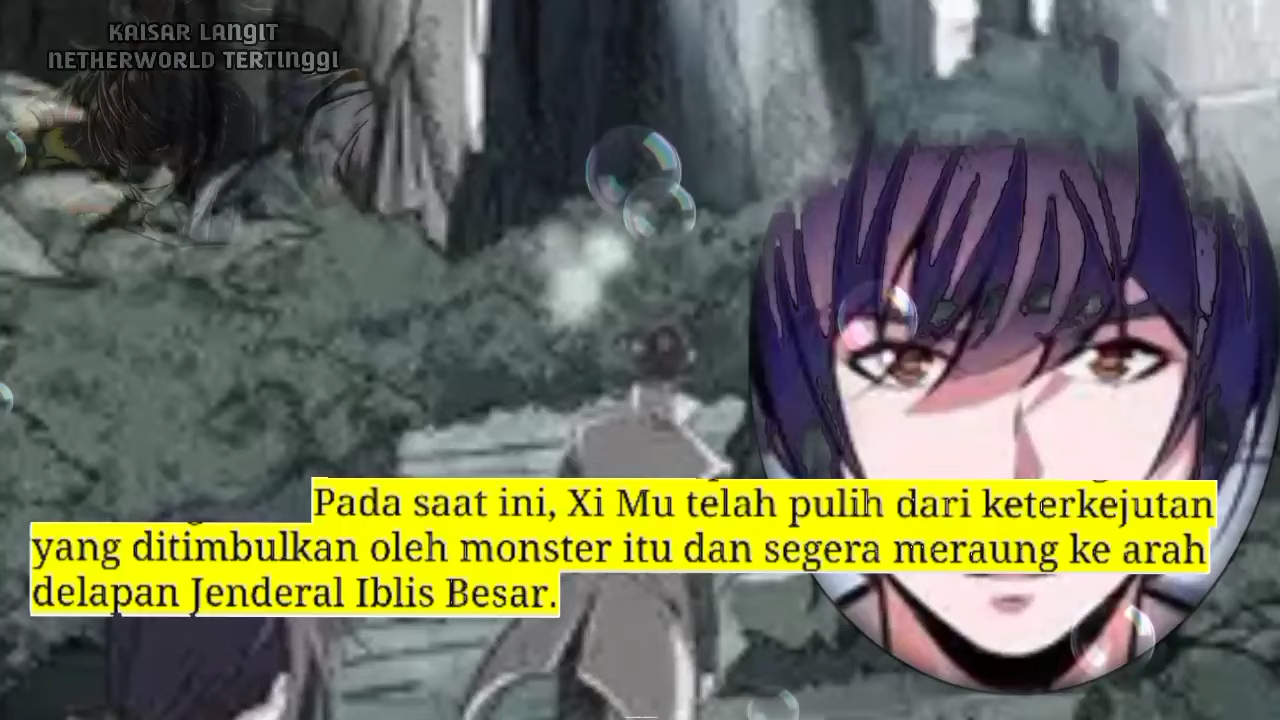 KAISAR LANGIT
NETHERWORLD TERTINGGI
Pada saat ini, Xi Mu telah pulih dari keterkejutan
yang ditimbulkan oleh monster itu dan segera meraung ke arah
delapan Jenderal Iblis Besar.